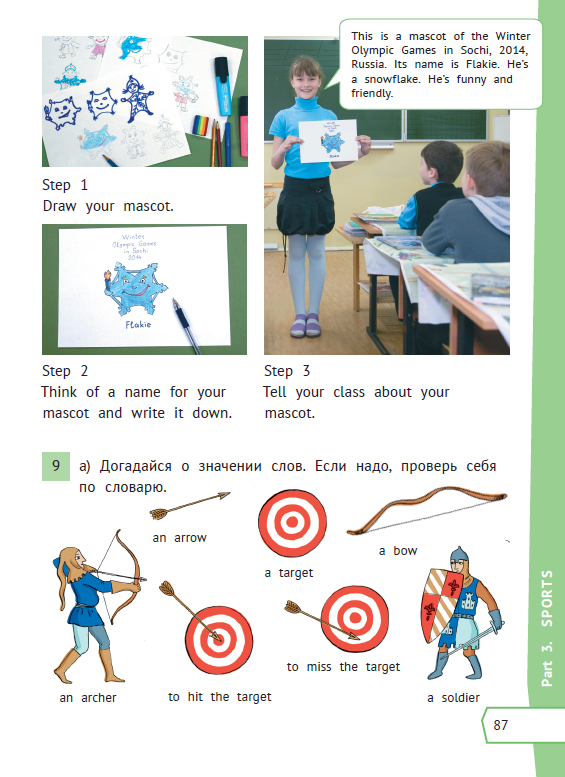 This is a mascot of the Winter
Olympic Games in Sochi, 2014,
Russia. Its name is Flakie. He's
a snowflake. He's funny and
friendly.
Step 1
Draw your mascot.
Winter
Olympic Games
in Sochi
2014
Flakie
Step 2
Think of a name for your
mascot and write it down.
Step 3
Tell your class about your
mascot.
9 а) Догадайся о значении слов. Если надо, проверь себя
по словарю.
an arrow
a target
a bow
an archer
to hit the target
to miss the target
a soldier
Part 3. SPORTS
87